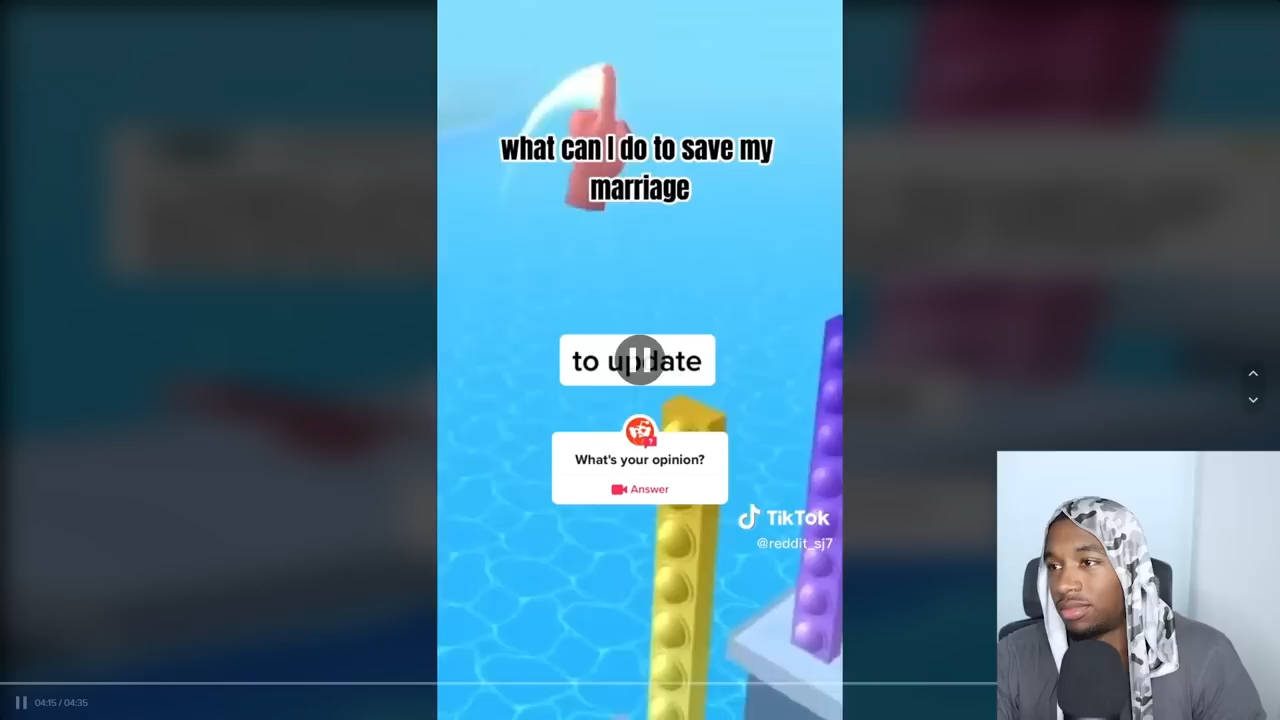 what can I do to save my
marriage
to update
What's your opinion?
Answer
TikTok
@reddit_sj7
04:15 / 04:35